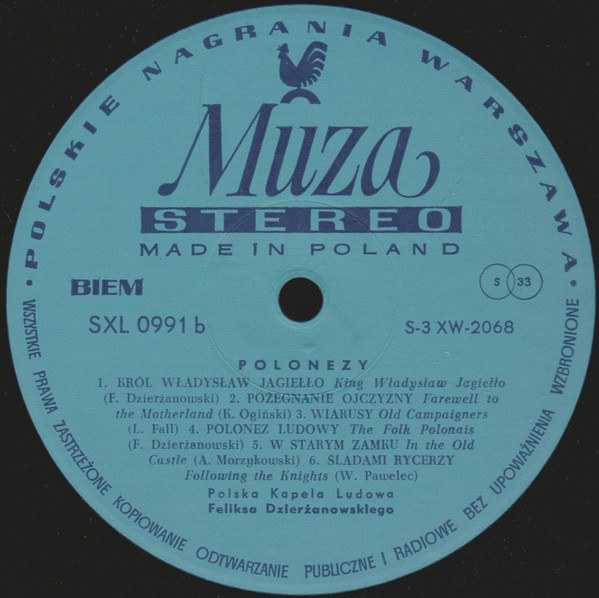 • POLSKIE NAGRANIA WARSZAWA •
Muza
STEREO
MADE IN POLAND
BIEM
S 33
SXL 0991 b
S-3 XW-2068
POLONEZY
1. KRÓL WŁADYSŁAW JAGIEŁŁO King Władysław Jagiełło
(F. Dzierżanowski) 2. POŻEGNANIE OJCZYZNY Farewell to
the Motherland (K. Ogiński) 3. WIARUSY Old Campaigners
(L. Fall) 4. POLONEZ LUDOWY The Folk Polonais
(F. Dzierżanowski) 5. W STARYM ZAMKU In the Old
Castle (A. Morzykowski) 6. ŚLADAMI RYCERZY
Following the Knights (W. Pawelec)
Polska Kapela Ludowa
Feliksa Dzierżanowskiego
WSZYSTKIE PRAWA ZASTRZEŻONE KOPIOWANIE ODTWARZANIE PUBLICZNE I RADIOWE BEZ UPOWAŻNIENIA WZBRONIONE